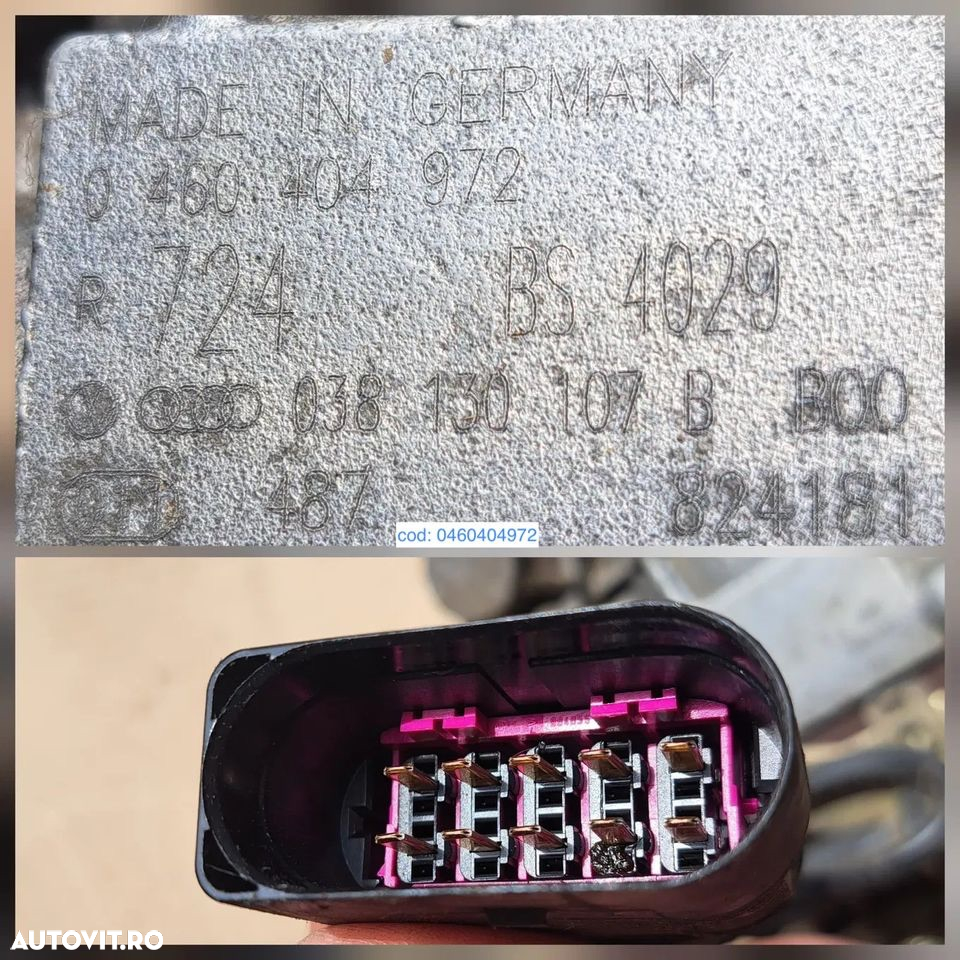 MADE IN GERMANY
0 460 404 972
R 724 BS 4029
038 130 107 B B00
487 824181
cod: 0460404972
AUTOVIT.RO